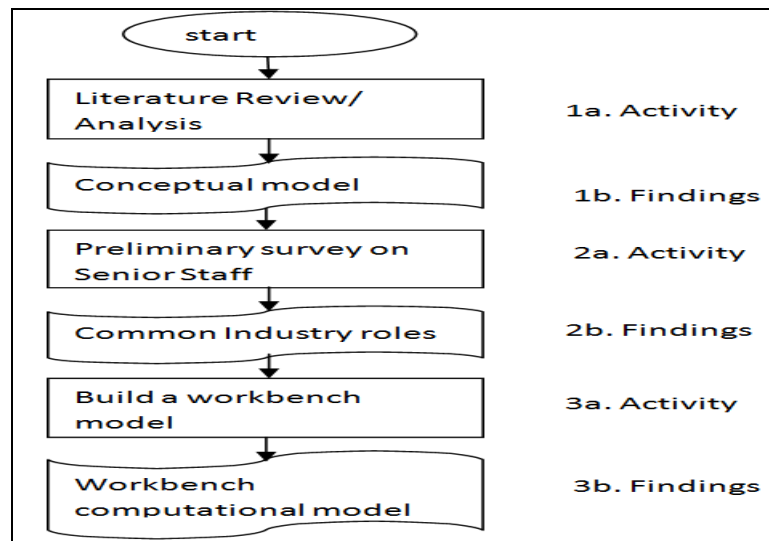 start
Literature Review/
Analysis
1a. Activity
Conceptual model
1b. Findings
Preliminary survey on
Senior Staff
2a. Activity
Common Industry roles
2b. Findings
Build a workbench
model
3a. Activity
Workbench
computational model
3b. Findings